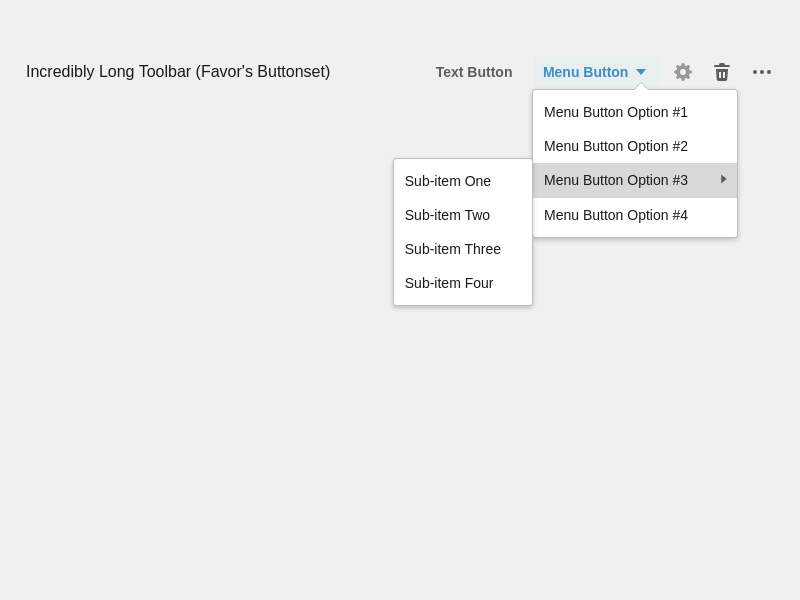 Incredibly Long Toolbar (Favor's Buttonset)
Text Button
Menu Button
Menu Button Option #1
Menu Button Option #2
Menu Button Option #3
Menu Button Option #4
Sub-item One
Sub-item Two
Sub-item Three
Sub-item Four